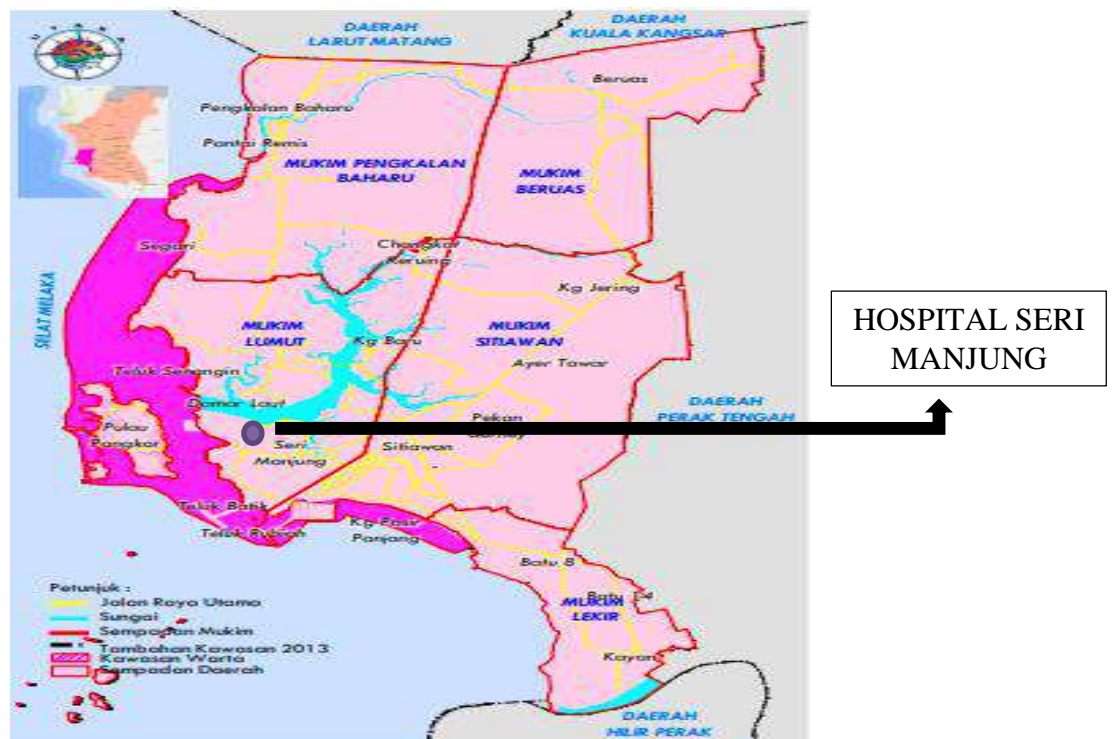 UTARA
DAERAH
LARUT MATANG
DAERAH
KUALA KANGSAR
Beruas
Pengkalan Baharu
Pantai Remis
MUKIM PENGKALAN
BAHARU
MUKIM
BERUAS
Segari
Changkat
Keruing
Kg Jering
SELAT MELAKA
MUKIM
LUMUT
Kg Baru
MUKIM
SITIAWAN
Ayer Tawar
Teluk Senangin
Damar Laut
DAERAH
PERAK TENGAH
Pulau
Pangkor
Pekan
Gurney
Seri
Manjung
Sitiawan
Teluk Batik
Teluk Rubiah
Kg Pasir
Panjang
Batu 8
Batu 14
MUKIM
LEKIR
Kayan
DAERAH
HILIR PERAK
Petunjuk :
Jalan Raya Utama
Sungai
Sempadan Mukim
Tambahan Kawasan 2013
Kawasan Warta
Sempadan Daerah
HOSPITAL SERI
MANJUNG